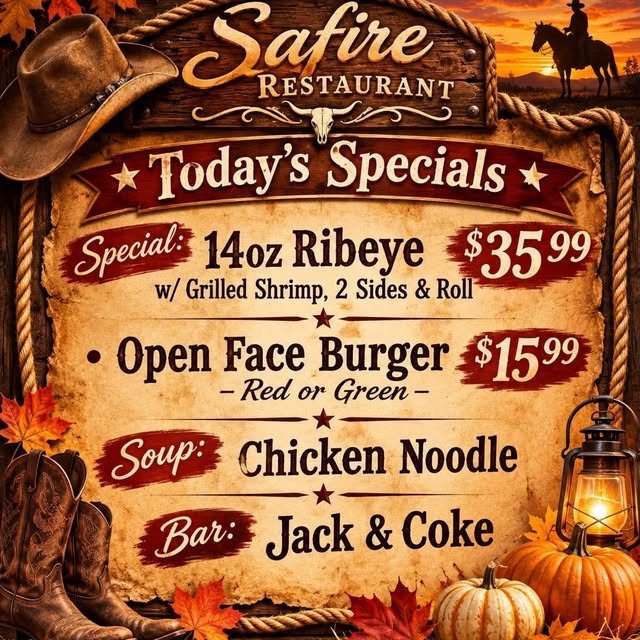 Safire
RESTAURANT
Today's Specials
Special: 14oz Ribeye $35.99
w/ Grilled Shrimp, 2 Sides & Roll
• Open Face Burger $15.99
– Red or Green –
Soup: Chicken Noodle
Bar: Jack & Coke